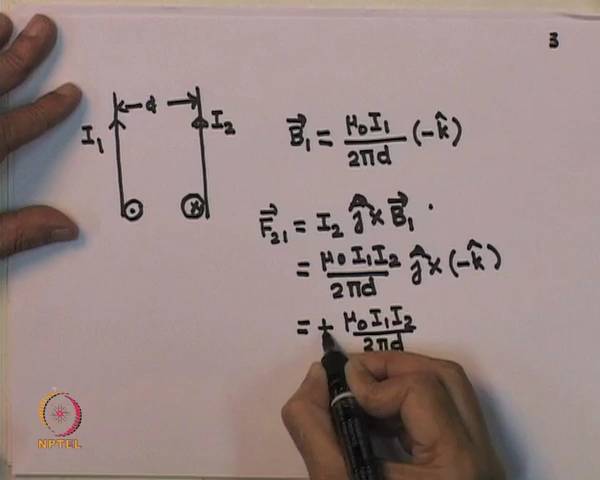 3
←d→
I₁ I₂
B⃗₁ = μ₀I₁/2πd (-k̂)
F⃗₂₁ = I₂ ĵ × B⃗₁ .
= μ₀I₁I₂/2πd ĵ × (-k̂)
= + μ₀I₁I₂/2πd
NPTEL